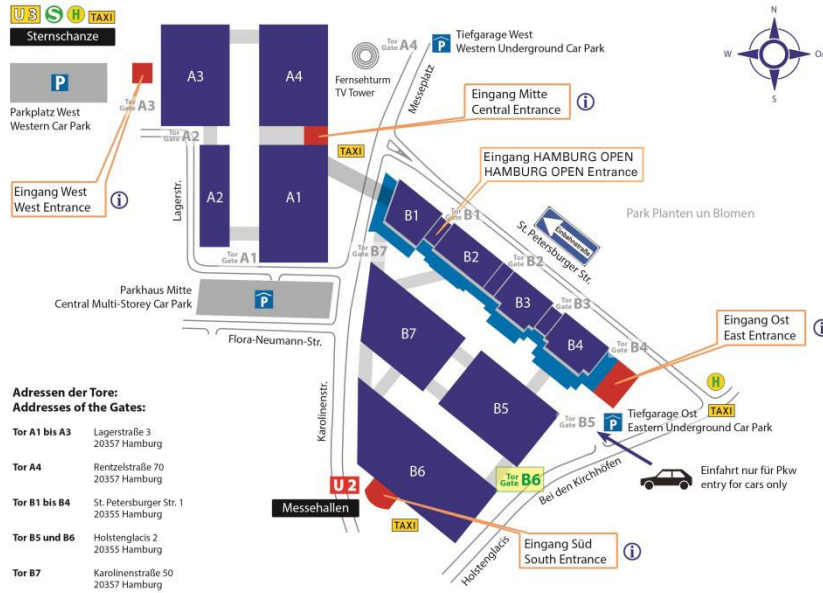 U3 S H TAXI
Sternschanze
P
Parkplatz West
Western Car Park
Tor
Gate A3
Eingang West
West Entrance
i
A3
A4
Tor
Gate A2
A2
A1
Lagerstr.
Tor
Gate A1
Fernsehturm
TV Tower
Tor
Gate A4
Messeplatz
P
Tiefgarage West
Western Underground Car Park
N
W
O/
S
Eingang Mitte
Central Entrance
i
TAXI
Eingang HAMBURG OPEN
HAMBURG OPEN Entrance
Einbahnstraße
St. Petersburger Str.
Park Planten un Blomen
B1
Tor
Gate B1
B2
Tor
Gate B2
B3
Tor
Gate B3
B4
Tor
Gate B4
Tor
Gate B7
B7
B5
B6
Parkhaus Mitte
Central Multi-Storey Car Park
P
Flora-Neumann-Str.
Karolinenstr.
Eingang Ost
East Entrance
i
H
TAXI
Tor
Gate B5
P
Tiefgarage Ost
Eastern Underground Car Park
Einfahrt nur für Pkw
entry for cars only
Tor
Gate B6
Bei den Kirchhöfen
Holstenglacis
U2
Messehallen
TAXI
Eingang Süd
South Entrance
i
Adressen der Tore:
Addresses of the Gates:
Tor A1 bis A3 Lagerstraße 3
20357 Hamburg
Tor A4 Rentzelstraße 70
20357 Hamburg
Tor B1 bis B4 St. Petersburger Str. 1
20355 Hamburg
Tor B5 und B6 Holstenglacis 2
20355 Hamburg
Tor B7 Karolinenstraße 50
20357 Hamburg